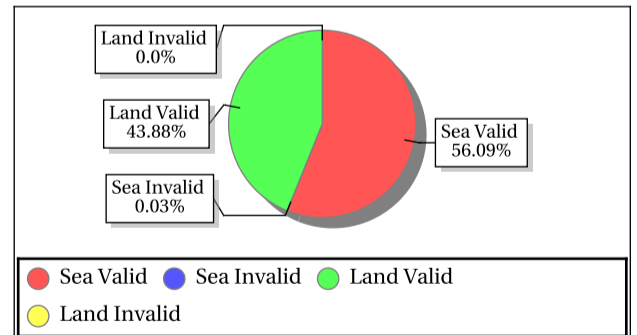 Land Invalid
0.0%
Land Valid
43.88%
Sea Valid
56.09%
Sea Invalid
0.03%
Sea Valid Sea Invalid Land Valid
Land Invalid